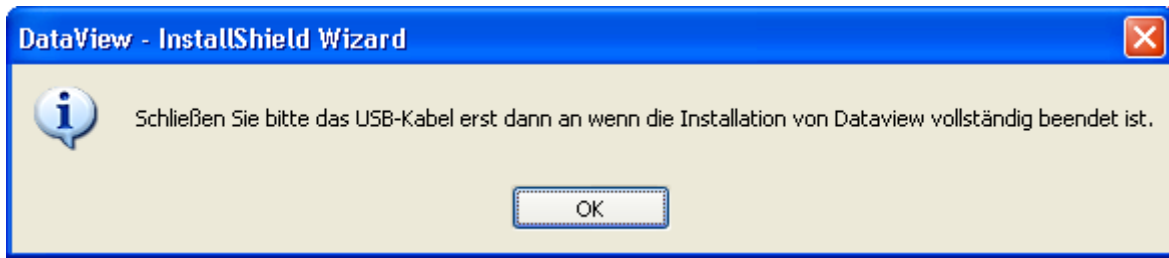 DataView - InstallShield Wizard
Schließen Sie bitte das USB-Kabel erst dann an wenn die Installation von Dataview vollständig beendet ist.
OK